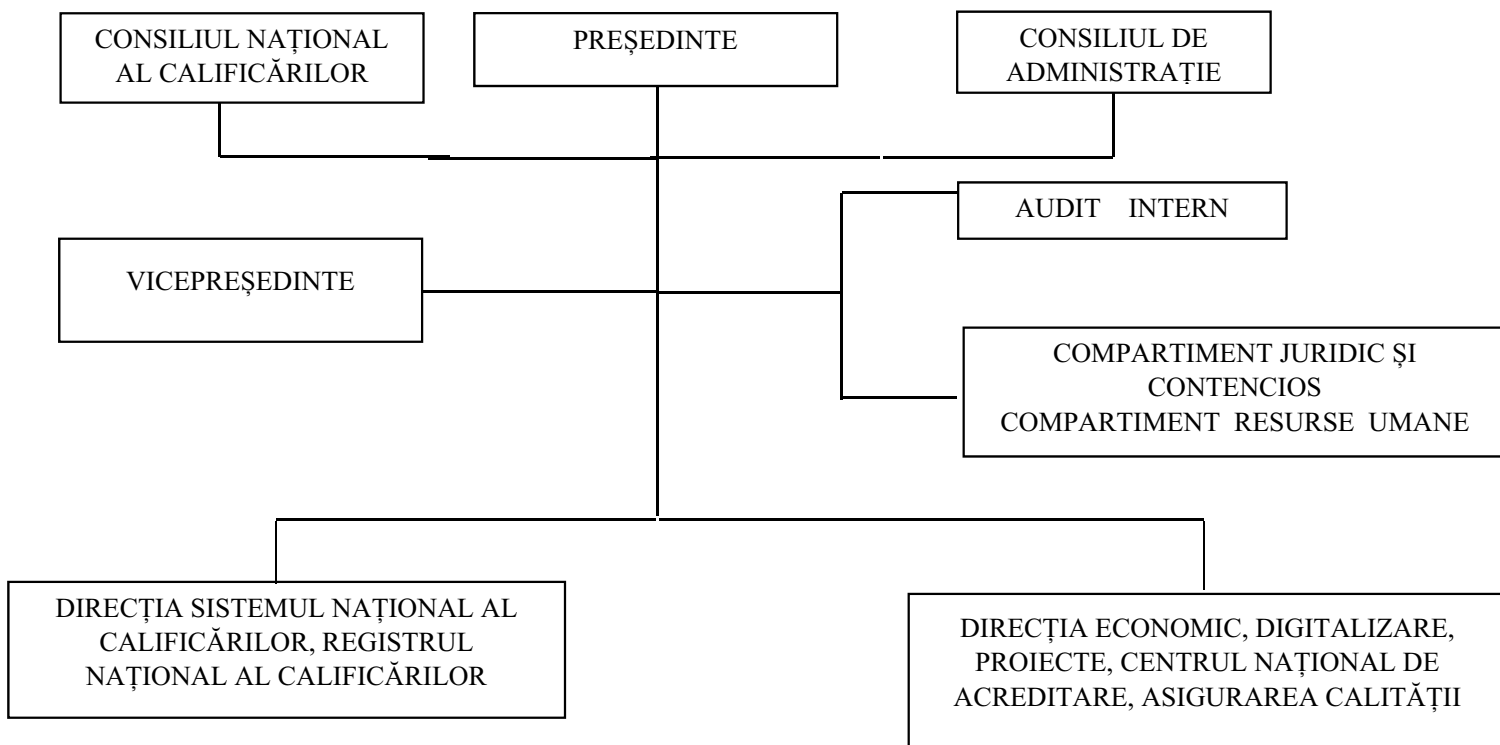 CONSILIUL NAȚIONAL
AL CALIFICĂRILOR
PREȘEDINTE
CONSILIUL DE
ADMINISTRAȚIE
AUDIT INTERN
VICEPREȘEDINTE
COMPARTIMENT JURIDIC ȘI
CONTENCIOS
COMPARTIMENT RESURSE UMANE
DIRECȚIA SISTEMUL NAȚIONAL AL
CALIFICĂRILOR, REGISTRUL
NAȚIONAL AL CALIFICĂRILOR
DIRECȚIA ECONOMIC, DIGITALIZARE,
PROIECTE, CENTRUL NAȚIONAL DE
ACREDITARE, ASIGURAREA CALITĂȚII